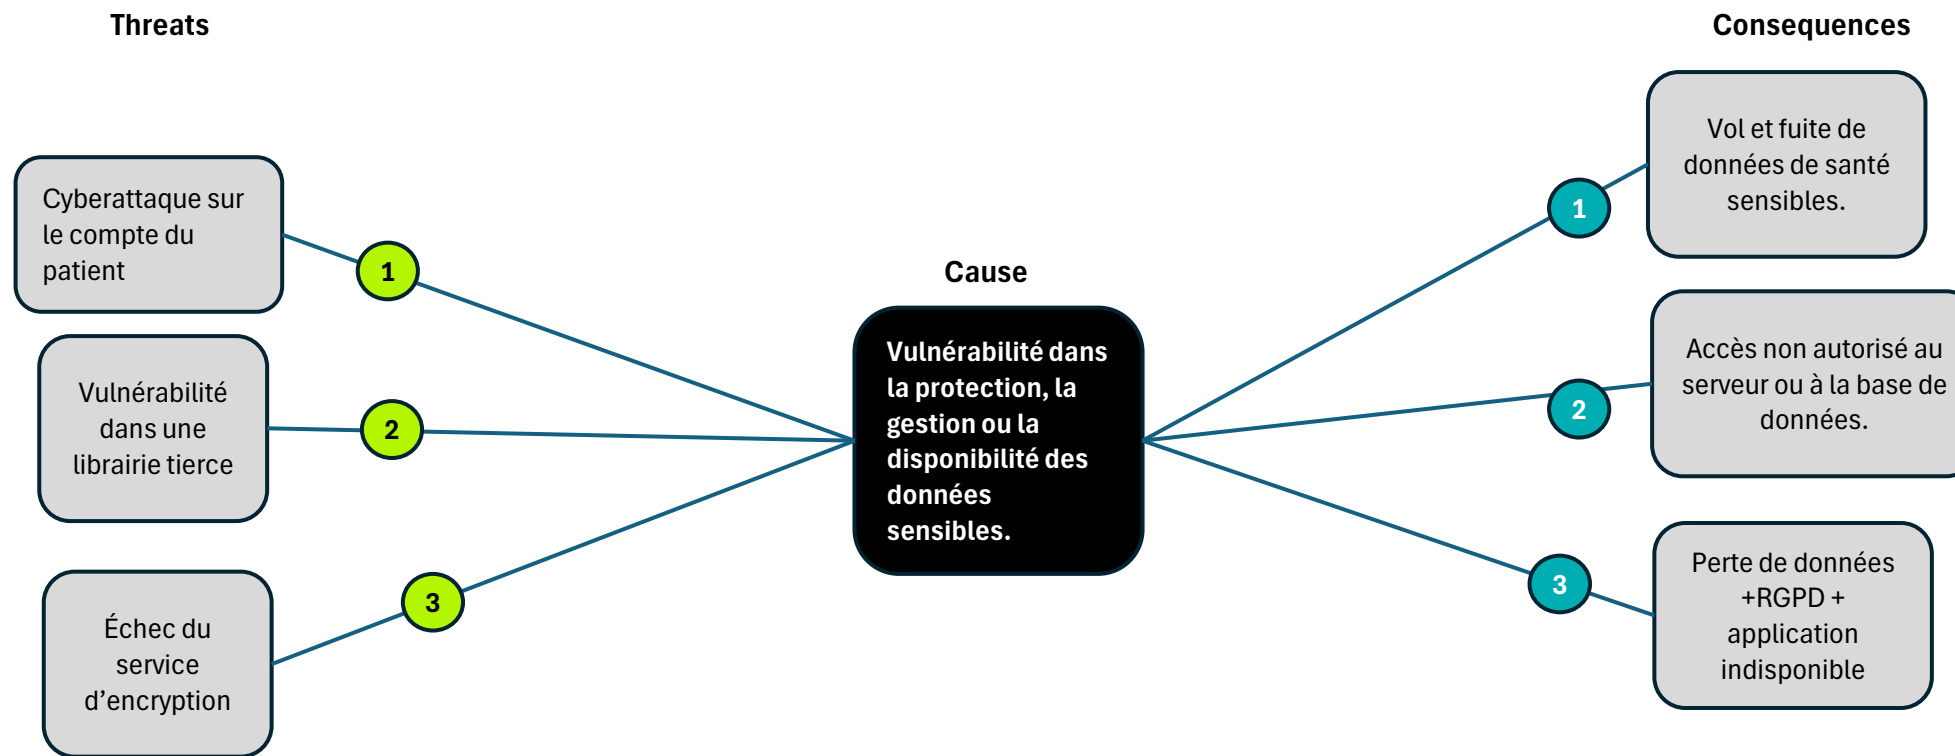 Threats
Consequences
Cyberattaque sur
le compte du
patient
1
Vulnérabilité
dans une
librairie tierce
2
Échec du
service
d’encryption
3
Cause
Vulnérabilité dans
la protection, la
gestion ou la
disponibilité des
données
sensibles.
1
Vol et fuite de
données de santé
sensibles.
2
Accès non autorisé au
serveur ou à la base de
données.
3
Perte de données
+RGPD +
application
indisponible